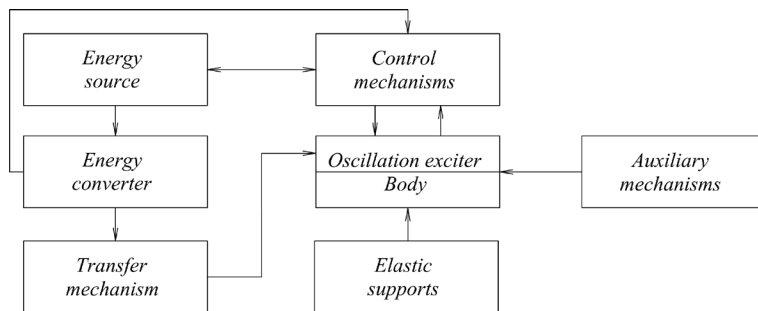 Energy
source
Control
mechanisms
Energy
converter
Oscillation exciter
Body
Auxiliary
mechanisms
Transfer
mechanism
Elastic
supports